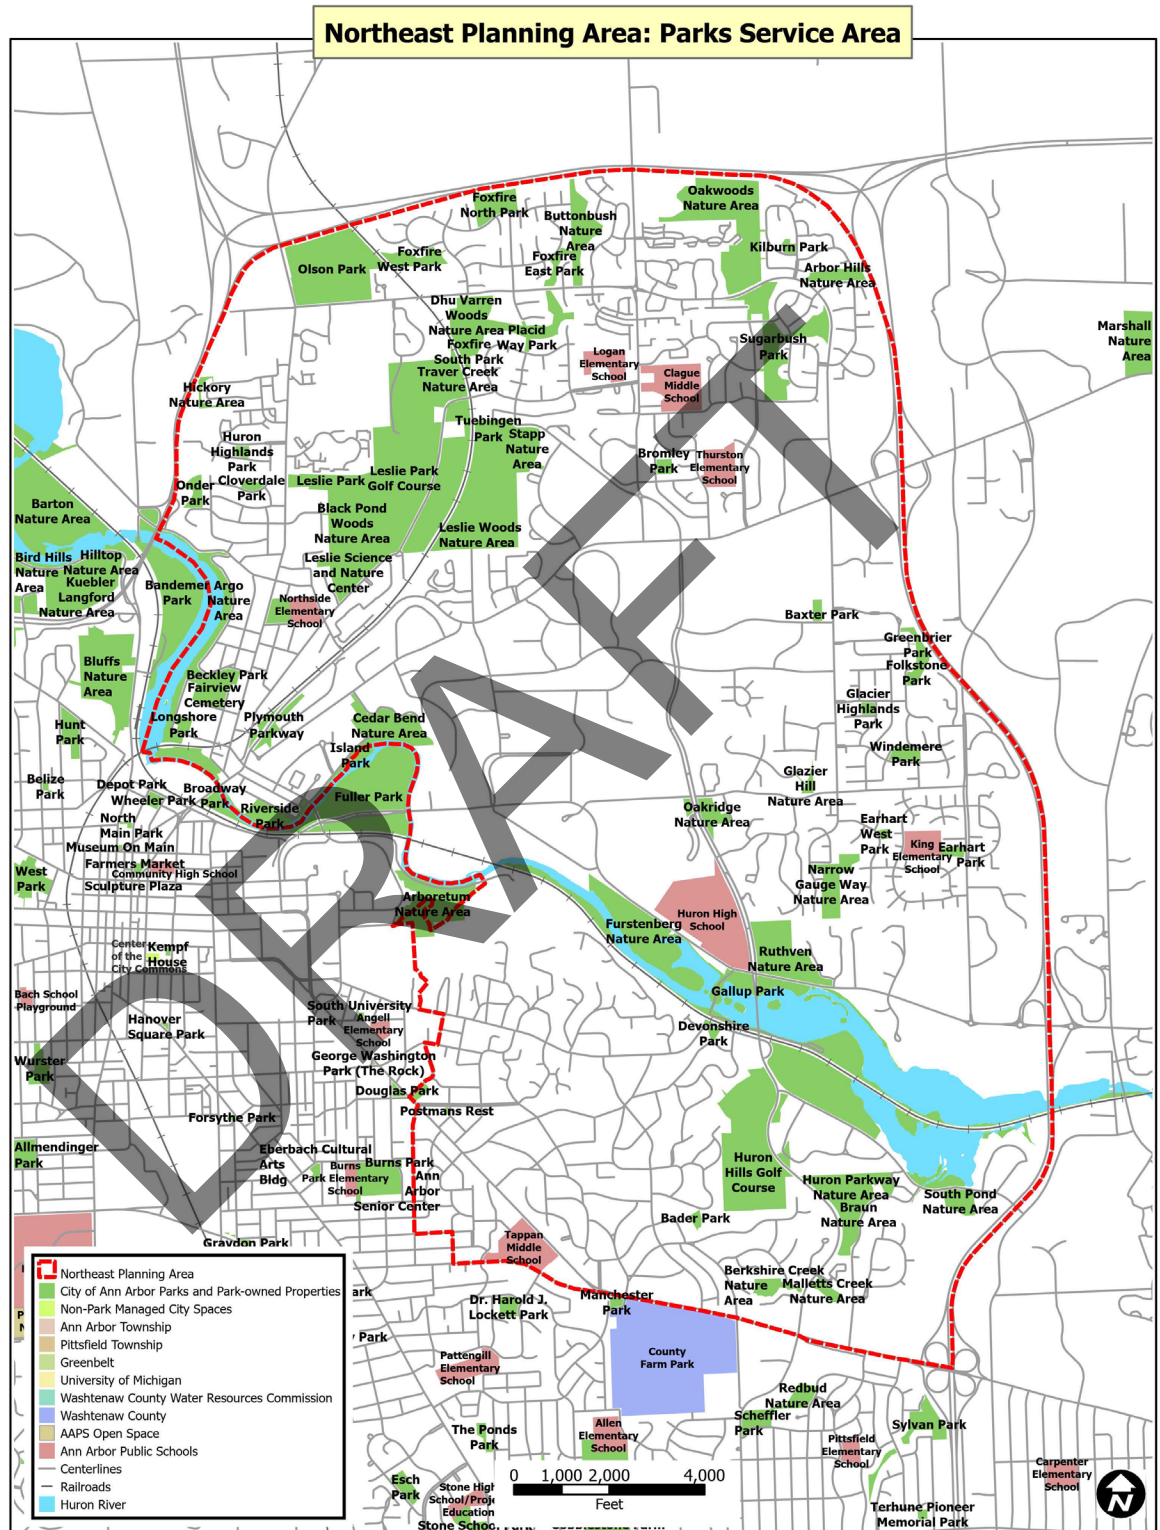 Northeast Planning Area: Parks Service Area
Foxfire
North Park
Buttonbush
Nature
Area
Oakwoods
Nature Area
Kilburn Park
Olson Park
Foxfire
West Park
Foxfire
East Park
Arbor Hills
Nature Area
Dhu Varren
Woods
Nature Area
Placid
Way Park
Foxfire
South Park
Sugarbush
Park
Marshall
Nature
Area
Logan
Elementary
School
Clague
Middle
School
Traver Creek
Nature Area
Hickory
Nature Area
Tuebingen
Park
Stapp
Nature
Area
Huron
Highlands
Park
Bromley
Park
Thurston
Elementary
School
Leslie Park
Golf Course
Leslie Park
Cloverdale
Park
Onder
Park
Barton
Nature Area
Black Pond
Woods
Nature Area
Leslie Woods
Nature Area
Bird Hills
Nature
Area
Hilltop
Nature Area
Kuebler
Langford
Nature Area
Leslie Science
and Nature
Center
Bandemer
Park
Argo
Nature
Area
Northside
Elementary
School
Baxter Park
Greenbrier
Park
Folkstone
Park
Bluffs
Nature
Area
Beckley Park
Fairview
Cemetery
Glacier
Highlands
Park
Hunt
Park
Longshore
Park
Plymouth
Parkway
Cedar Bend
Nature Area
Island
Park
Windemere
Park
Belize
Park
Depot Park
Wheeler Park
Broadway
Park
Riverside
Park
Fuller Park
Glazier
Hill
Nature Area
Oakridge
Nature Area
North
Main Park
Museum On Main
Earhart
West
Park
King
Elementary
School
Earhart
Park
Farmers Market
Community High School
Sculpture Plaza
West
Park
Narrow
Gauge Way
Nature Area
Arboretum
Nature Area
Huron High
School
Furstenberg
Nature Area
Ruthven
Nature Area
Center
of the
City Commons
Kempf
House
Gallup Park
Bach School
Playground
South University
Park
Angell
Elementary
School
Hanover
Square Park
Devonshire
Park
George Washington
Park (The Rock)
Wurster
Park
Douglas Park
Postmans Rest
Forsythe Park
Allmendinger
Park
Eberbach Cultural
Arts
Bldg
Burns
Park Elementary
School
Burns Park
Ann
Arbor
Senior Center
Huron
Hills Golf
Course
Huron Parkway
Nature Area
Braun
Nature Area
South Pond
Nature Area
Bader Park
Graydon Park
Tappan
Middle
School
Berkshire Creek
Nature
Area
Malletts Creek
Nature Area
Manchester
Park
Dr. Harold J.
Lockett Park
ark
Park
County
Farm Park
Pattengill
Elementary
School
Redbud
Nature Area
Scheffler
Park
Sylvan Park
The Ponds
Park
Allen
Elementary
School
Pittsfield
Elementary
School
Carpenter
Elementary
School
Esch
Park
Stone High
School/Proje
Education
Terhune Pioneer
Memorial Park
Northeast Planning Area
City of Ann Arbor Parks and Park-owned Properties
Non-Park Managed City Spaces
Ann Arbor Township
Pittsfield Township
Greenbelt
University of Michigan
Washtenaw County Water Resources Commission
Washtenaw County
AAPS Open Space
Ann Arbor Public Schools
Centerlines
Railroads
Huron River
0 1,000 2,000 4,000
Feet
N
DRAFT